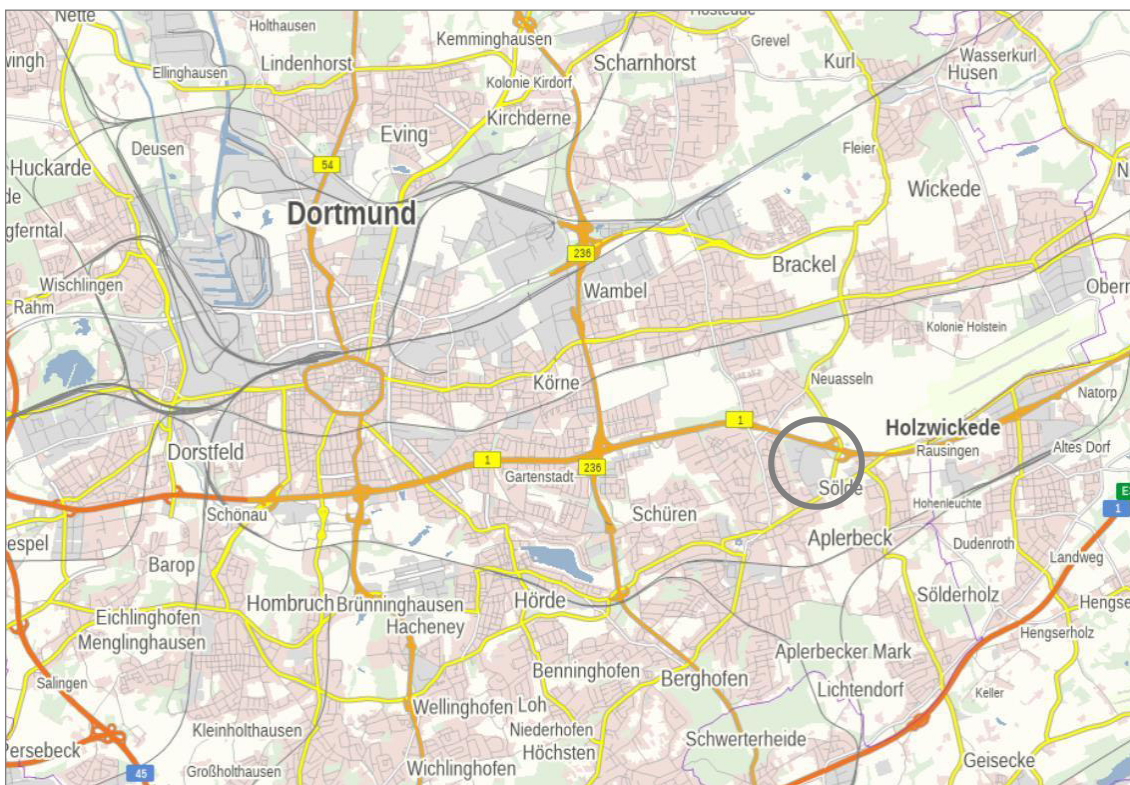 Nette
Holthausen
Kemminghausen
Grevel
Wasserkurl
Lindenhorst
Scharnhorst
Kurl
Husen
Ellinghausen
Kolonie Kirdorf
Kirchderne
Eving
Deusen
Fleier
Huckarde
54
Wickede
Dortmund
236
Brackel
Wischlingen
Wambel
Rahm
Kolonie Holstein
Körne
Neuasseln
Natorp
1
Holzwickede
Dorstfeld
1
Rausingen
Altes Dorf
236
Gartenstadt
Sölde
Hohenleuchte
Schönau
Schüren
1
Aplerbeck
Dudenroth
Landweg
Barop
Hombruch
Brünninghausen
Hörde
Sölderholz
Eichlinghofen
Hacheney
Hengserholz
Menglinghausen
Aplerbecker Mark
Benninghofen
Berghofen
Salingen
Lichtendorf
Keller
Wellinghofen
Loh
Kleinholthausen
Niederhofen
Schwerterheide
Höchsten
Geisecke
45
Großholthausen
Wichlinghofen